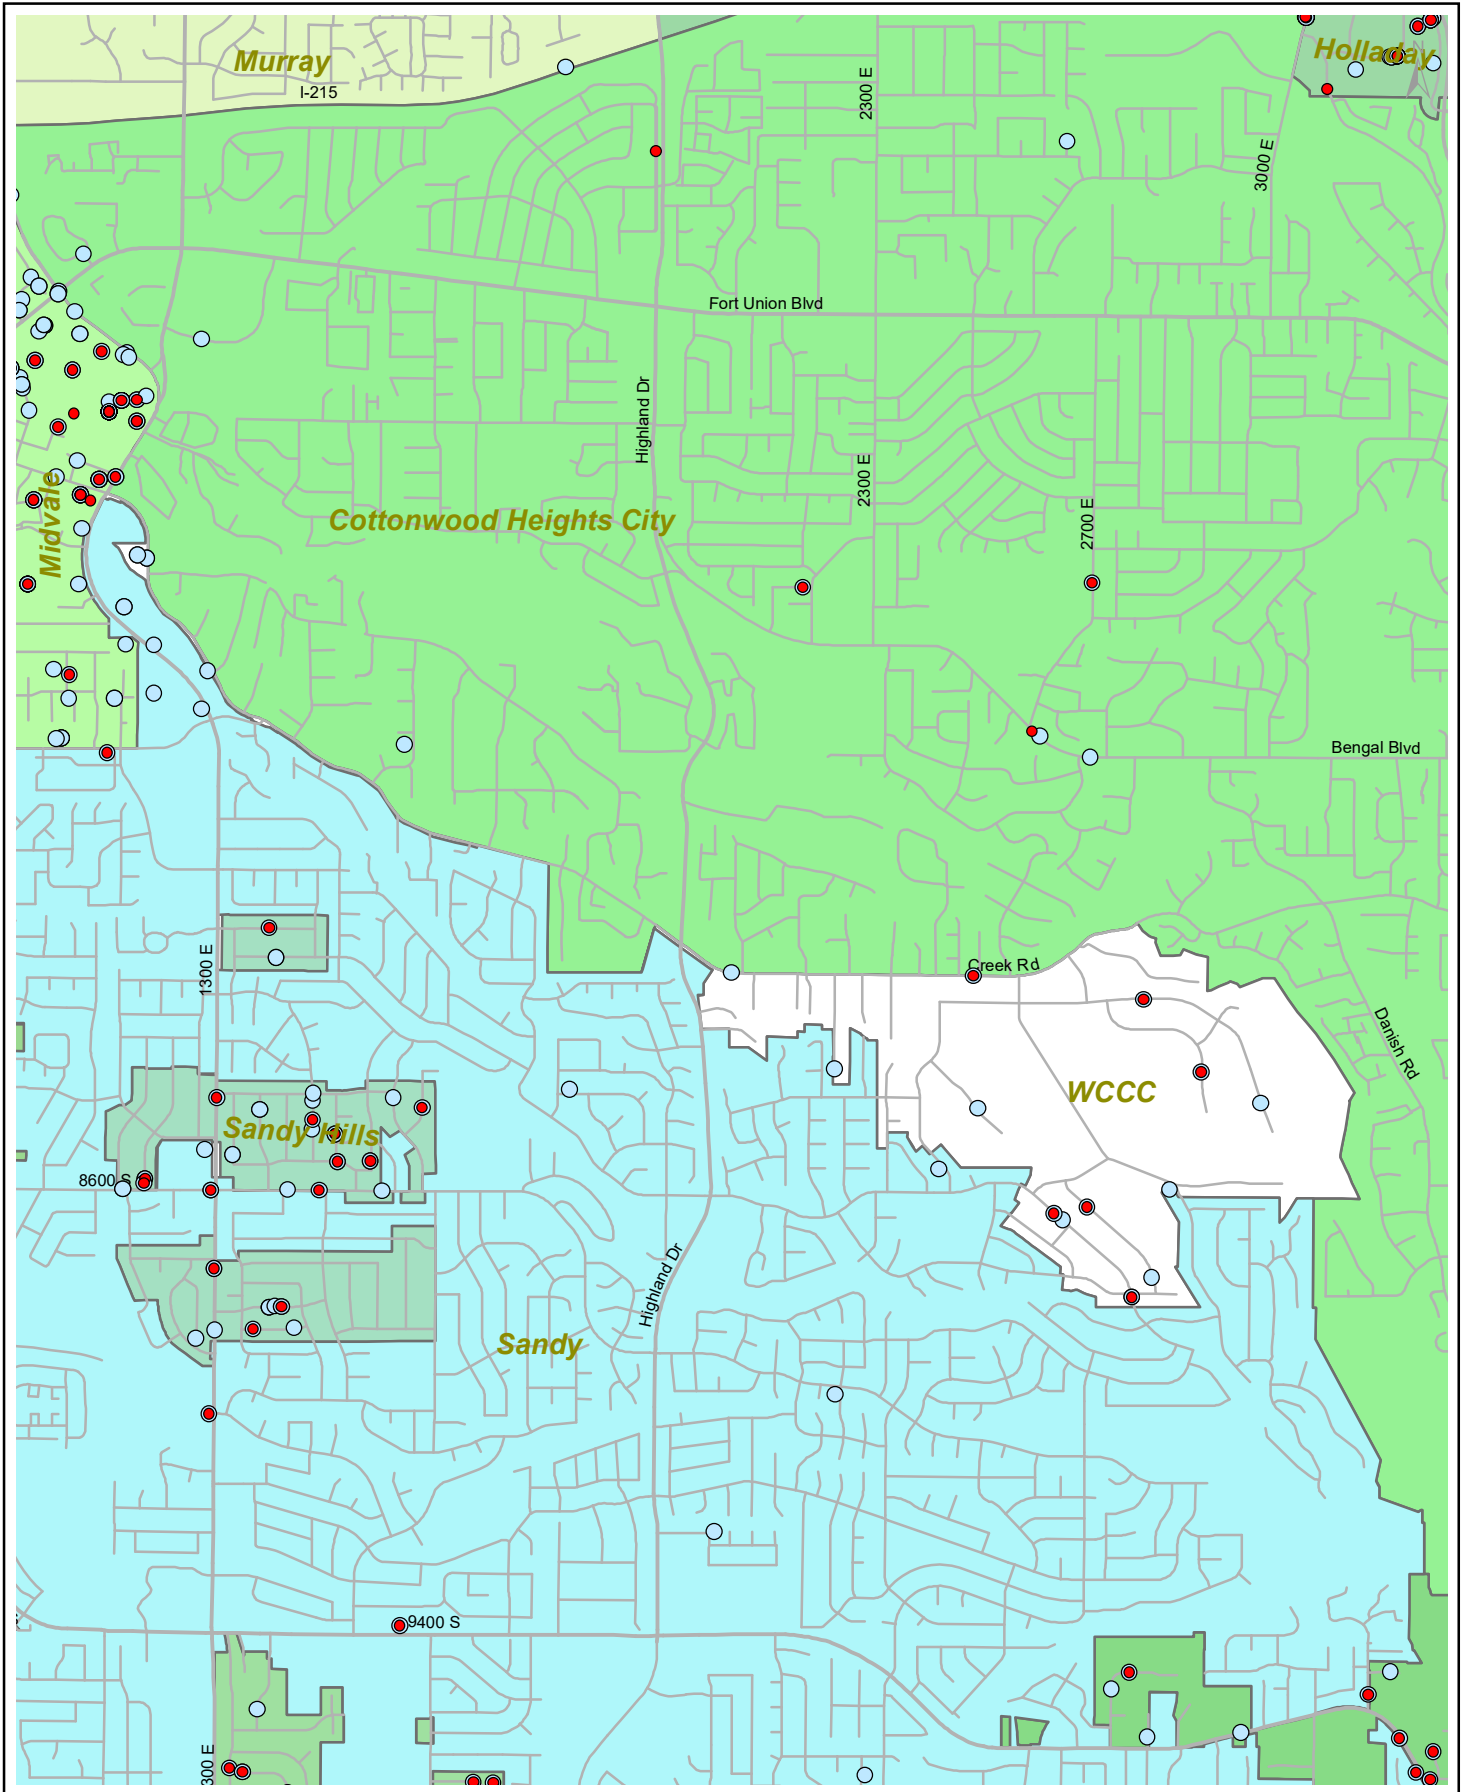 Murray
Holladay
I-215
2300 E
3000 E
Fort Union Blvd
Highland Dr
2300 E
2700 E
Midvale
Cottonwood Heights City
Bengal Blvd
1300 E
Creek Rd
Danish Rd
WCCC
Sandy Hills
8600 S
Highland Dr
Sandy
9400 S
300 E